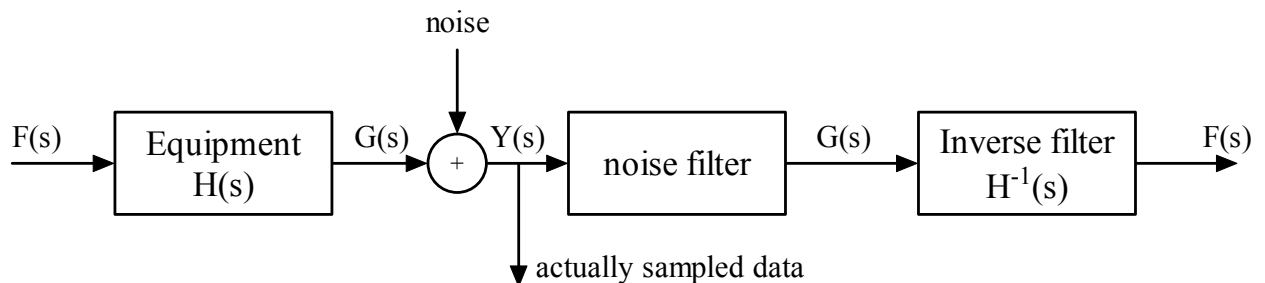 noise
F(s)
Equipment
H(s)
G(s)
+
Y(s)
noise filter
G(s)
Inverse filter
H⁻¹(s)
F(s)
actually sampled data